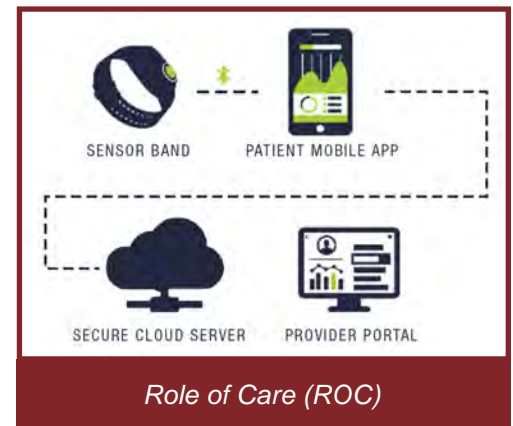 SENSOR BAND PATIENT MOBILE APP
SECURE CLOUD SERVER PROVIDER PORTAL
Role of Care (ROC)